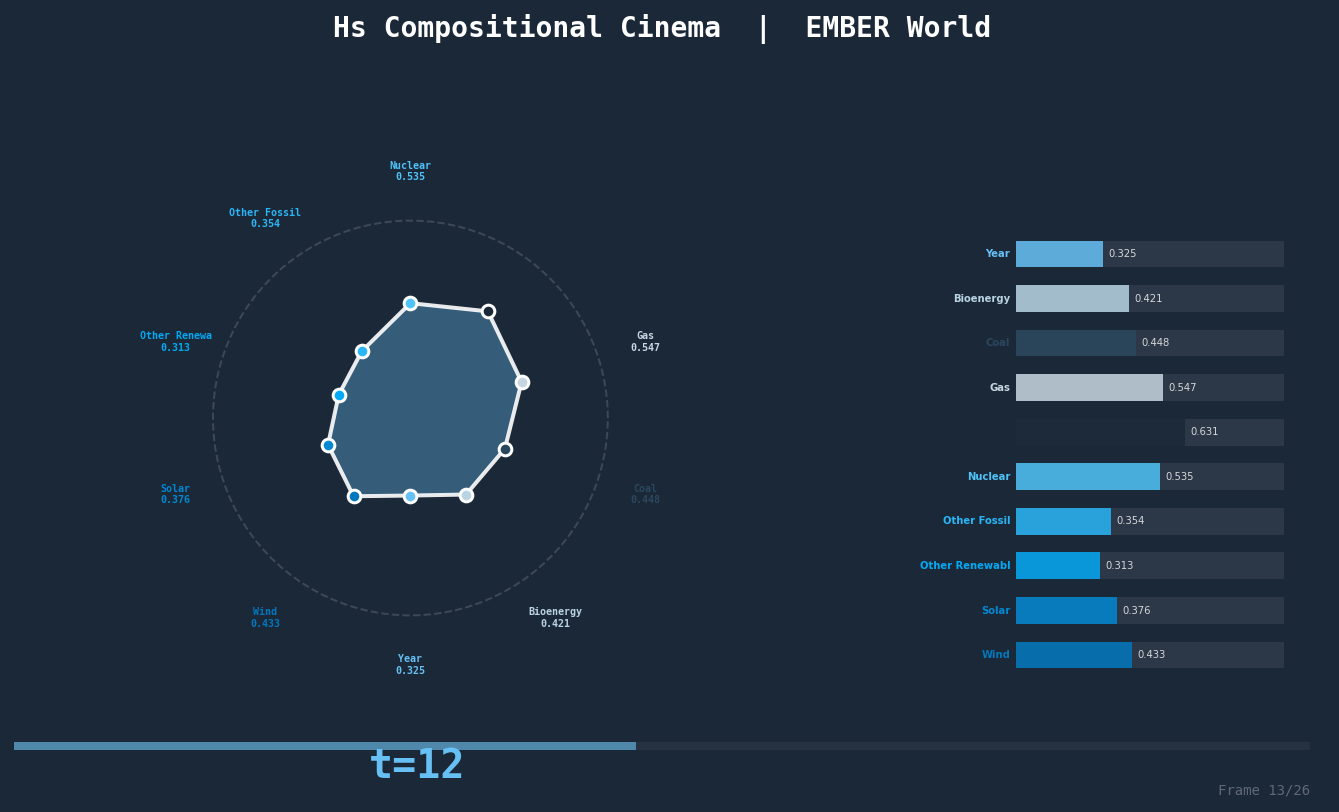 Hs Compositional Cinema | EMBER World
Nuclear
0.535
Other Fossil
0.354
Other Renewa
0.313
Gas
0.547
Solar
0.376
Coal
0.448
Wind
0.433
Bioenergy
0.421
Year
0.325
Year 0.325
Bioenergy 0.421
Coal 0.448
Gas 0.547
0.631
Nuclear 0.535
Other Fossil 0.354
Other Renewabl 0.313
Solar 0.376
Wind 0.433
t=12
Frame 13/26